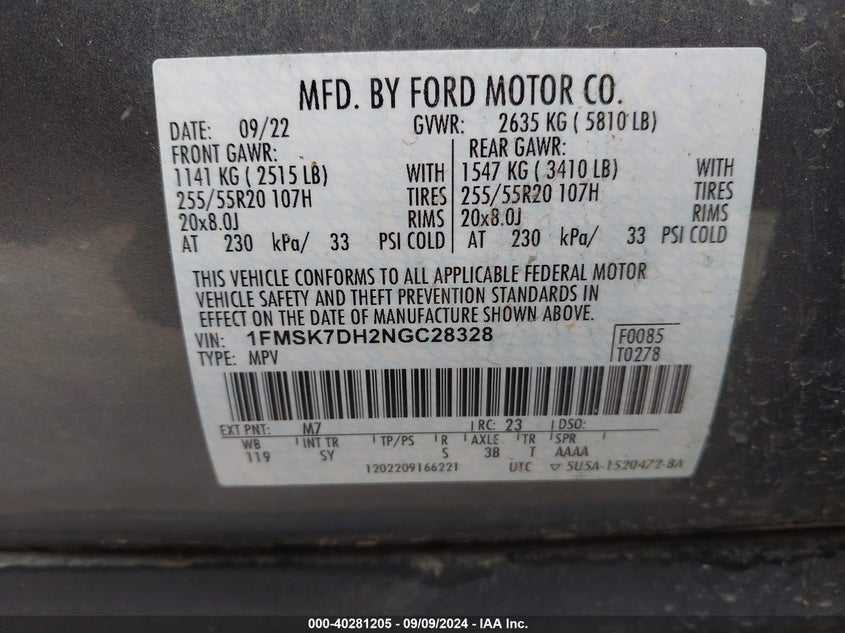 MFD. BY FORD MOTOR CO.
DATE: 09/22 GVWR: 2635 KG ( 5810 LB)
FRONT GAWR: REAR GAWR:
1141 KG ( 2515 LB) WITH 1547 KG ( 3410 LB) WITH
255/55R20 107H TIRES 255/55R20 107H TIRES
20x8.0J RIMS 20x8.0J RIMS
AT 230 kPa/ 33 PSI COLD AT 230 kPa/ 33 PSI COLD
THIS VEHICLE CONFORMS TO ALL APPLICABLE FEDERAL MOTOR
VEHICLE SAFETY AND THEFT PREVENTION STANDARDS IN
EFFECT ON THE DATE OF MANUFACTURE SHOWN ABOVE.
VIN: 1FMSK7DH2NGC28328 F0085
TYPE: MPV T0278
EXT PNT: M7 RC: 23 DSO:
WB INT TR TP/PS R AXLE TR SPR
119 SY S 3B T AAAA
1202209166221 UTC ▽ 5U5A-1520472-BA
000-40281205 - 09/09/2024 - IAA Inc.